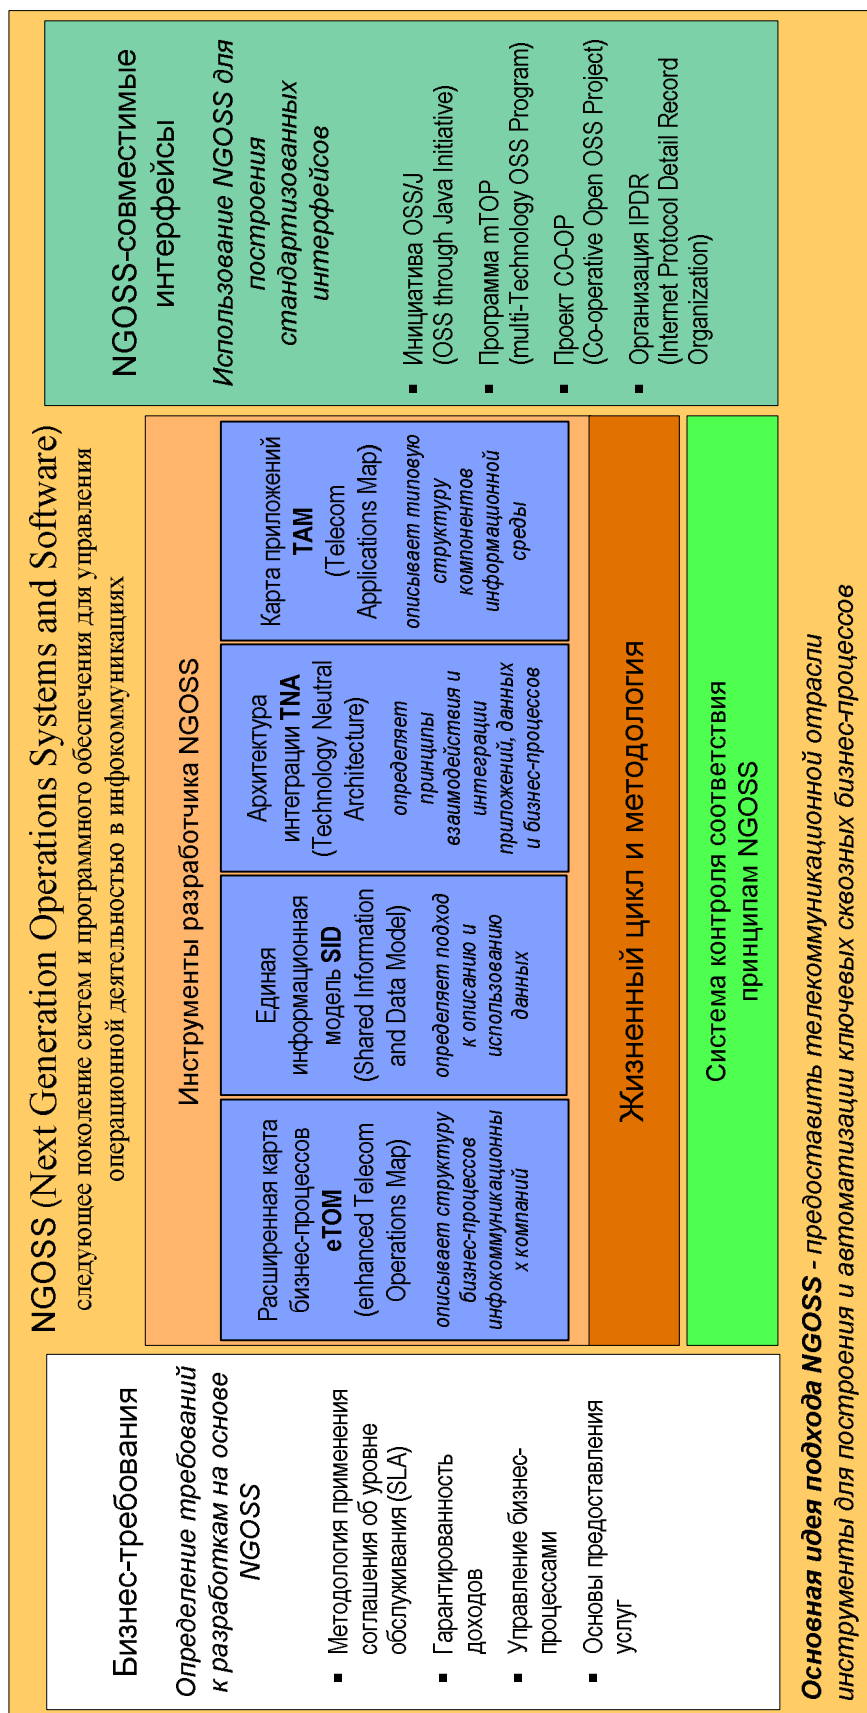 NGOSS (Next Generation Operations Systems and Software)
следующее поколение систем и программного обеспечения для управления
операционной деятельностью в инфокоммуникациях
Бизнес-требования
Определение требований
к разработкам на основе
NGOSS
▪ Методология применения
соглашения об уровне
обслуживания (SLA)
▪ Гарантированность
доходов
▪ Управление бизнес-
процессами
▪ Основы предоставления
услуг
Инструменты разработчика NGOSS
Расширенная карта
бизнес-процессов
eTOM
(enhanced Telecom
Operations Map)
описывает структуру
бизнес-процессов
инфокоммуникационны
х компаний
Единая
информационная
модель SID
(Shared Information
and Data Model)
определяет подход
к описанию и
использованию
данных
Архитектура
интеграции TNA
(Technology Neutral
Architecture)
определяет
принципы
взаимодействия и
интеграции
приложений, данных
и бизнес-процессов
Карта приложений
TAM
(Telecom
Applications Map)
описывает типовую
структуру
компонентов
информационной
среды
Жизненный цикл и методология
Система контроля соответствия
принципам NGOSS
NGOSS-совместимые
интерфейсы
Использование NGOSS для
построения
стандартизованных
интерфейсов
▪ Инициатива OSS/J
(OSS through Java Initiative)
▪ Программа mTOP
(multi-Technology OSS Program)
▪ Проект CO-OP
(Co-operative Open OSS Project)
▪ Организация IPDR
(Internet Protocol Detail Record
Organization)
Основная идея подхода NGOSS - предоставить телекоммуникационной отрасли
инструменты для построения и автоматизации ключевых сквозных бизнес-процессов